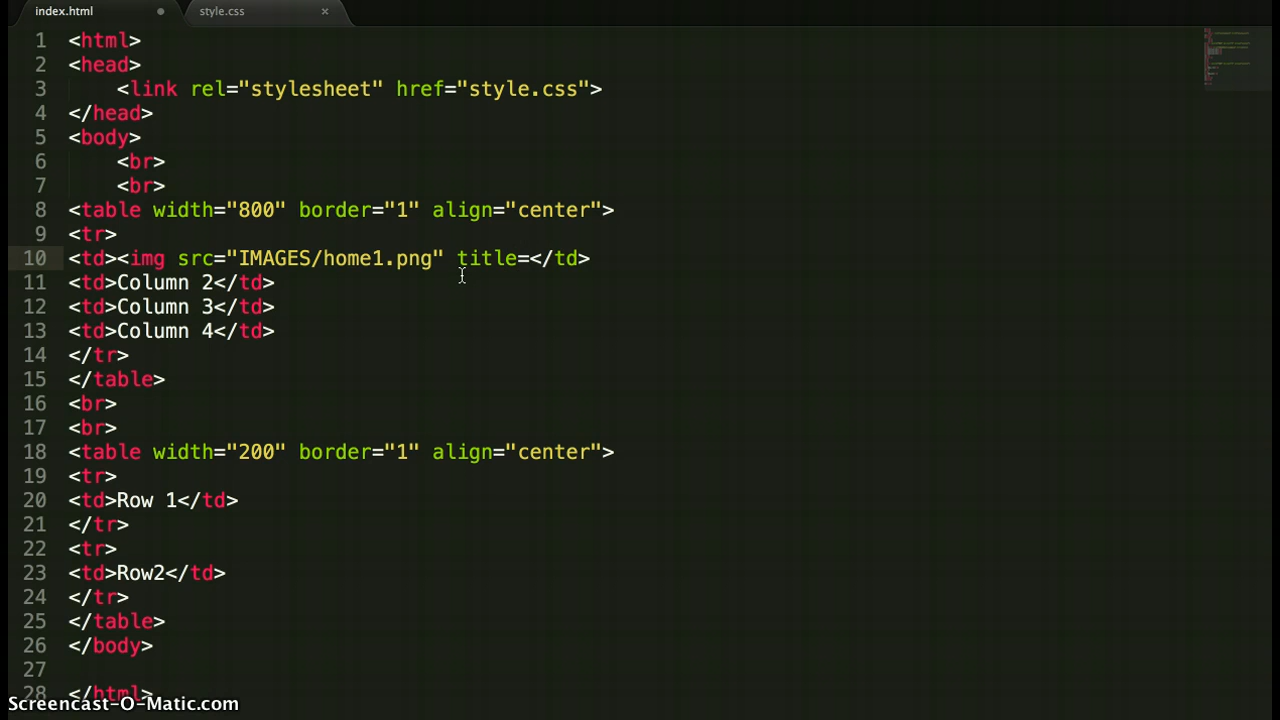 index.html
style.css ×
1 <html>
2 <head>
3 <link rel="stylesheet" href="style.css">
4 </head>
5 <body>
6 <br>
7 <br>
8 <table width="800" border="1" align="center">
9 <tr>
10 <td><img src="IMAGES/home1.png" title=</td>
11 <td>Column 2</td>
12 <td>Column 3</td>
13 <td>Column 4</td>
14 </tr>
15 </table>
16 <br>
17 <br>
18 <table width="200" border="1" align="center">
19 <tr>
20 <td>Row 1</td>
21 </tr>
22 <tr>
23 <td>Row2</td>
24 </tr>
25 </table>
26 </body>
27
28 </html>
Screencast-O-Matic.com